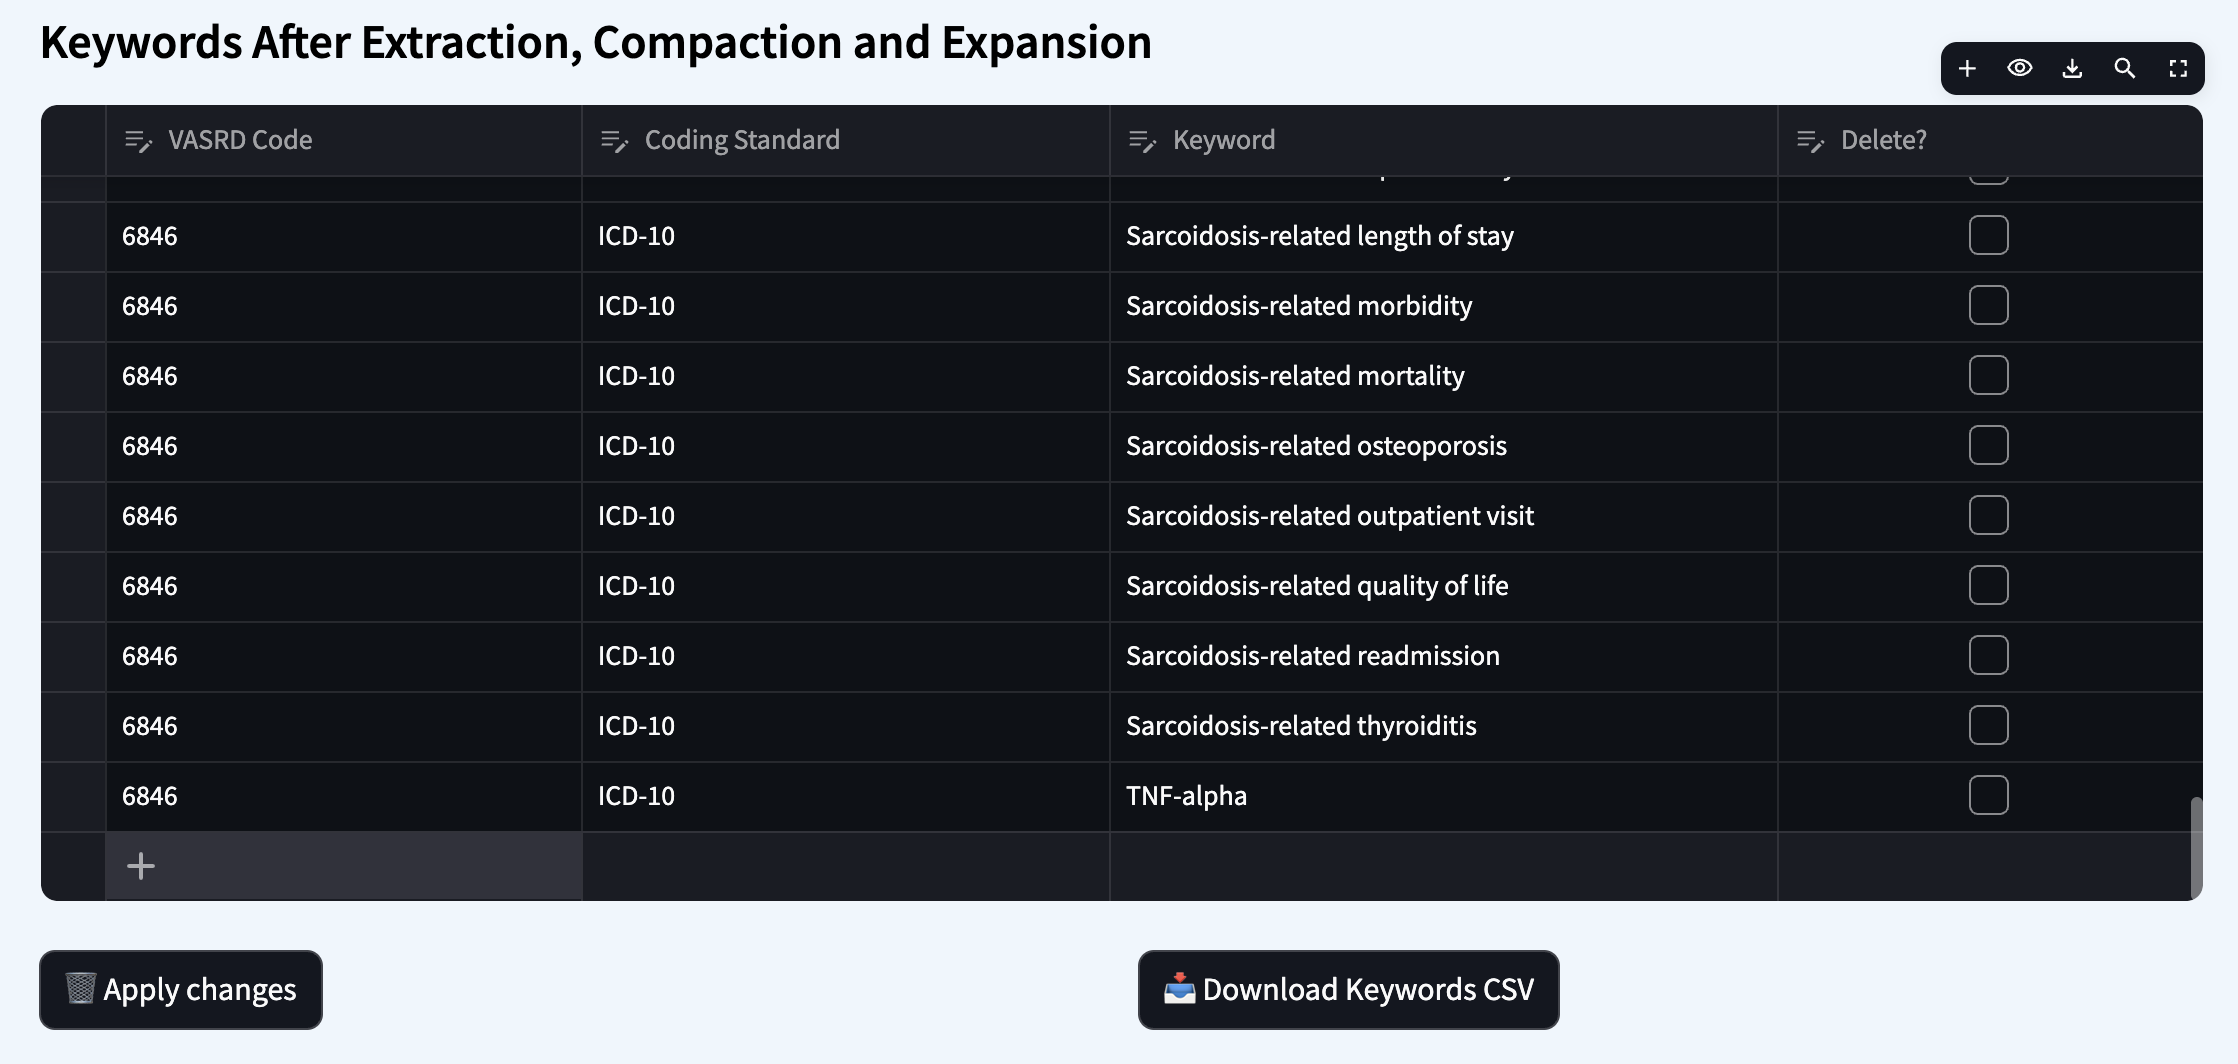 Keywords After Extraction, Compaction and Expansion
VASRD Code Coding Standard Keyword Delete?
6846 ICD-10 Sarcoidosis-related length of stay
6846 ICD-10 Sarcoidosis-related morbidity
6846 ICD-10 Sarcoidosis-related mortality
6846 ICD-10 Sarcoidosis-related osteoporosis
6846 ICD-10 Sarcoidosis-related outpatient visit
6846 ICD-10 Sarcoidosis-related quality of life
6846 ICD-10 Sarcoidosis-related readmission
6846 ICD-10 Sarcoidosis-related thyroiditis
6846 ICD-10 TNF-alpha
Apply changes Download Keywords CSV